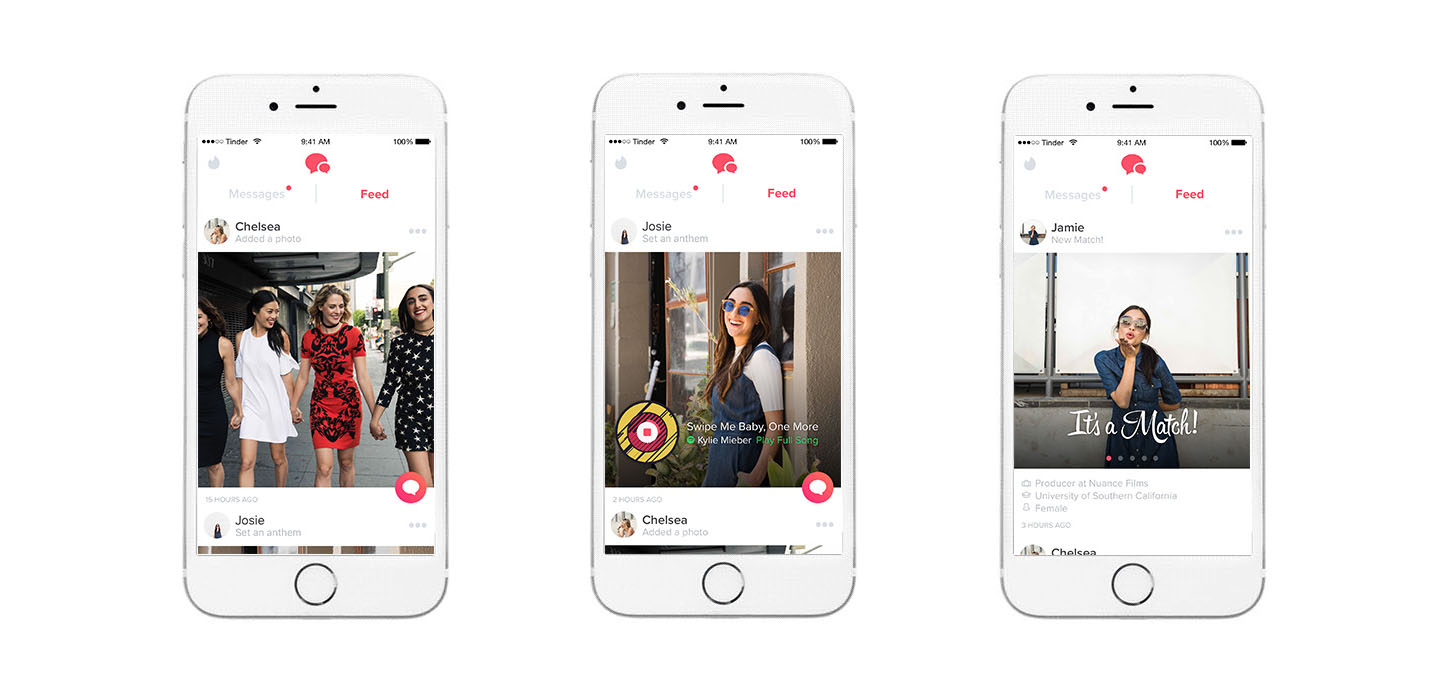 Tinder 9:41 AM 100%
Messages Feed
Chelsea
Added a photo
15 HOURS AGO
Josie
Set an anthem
Tinder 9:41 AM 100%
Messages Feed
Josie
Set an anthem
Swipe Me Baby, One More
Kylie Mieber Play Full Song
2 HOURS AGO
Chelsea
Added a photo
Tinder 9:41 AM 100%
Messages Feed
Jamie
New Match!
It's a Match!
Producer at Nuance Films
University of Southern California
Female
3 HOURS AGO
Chelsea